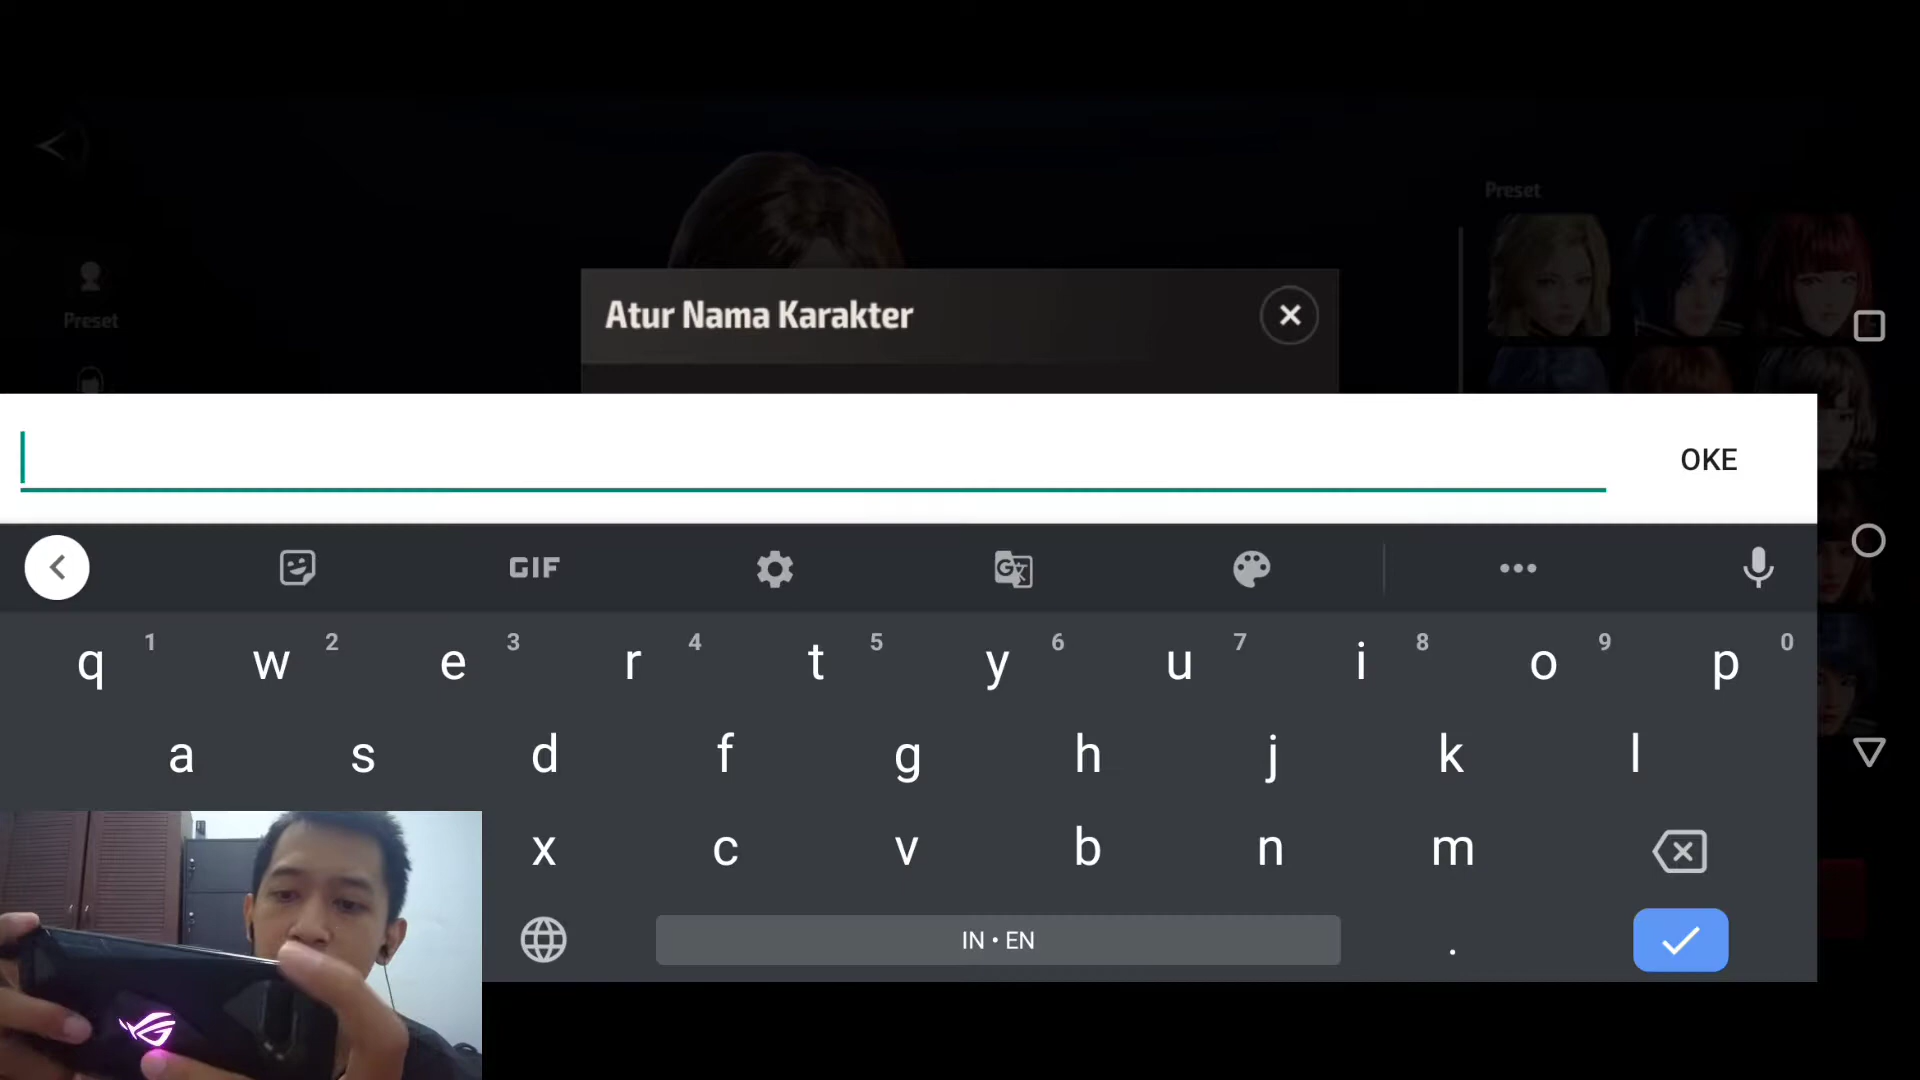 Preset
Preset
Atur Nama Karakter
OKE
GIF
G
q 1 w 2 e 3 r 4 t 5 y 6 u 7 i 8 o 9 p 0
a s d f g h j k l
x c v b n m
IN • EN .